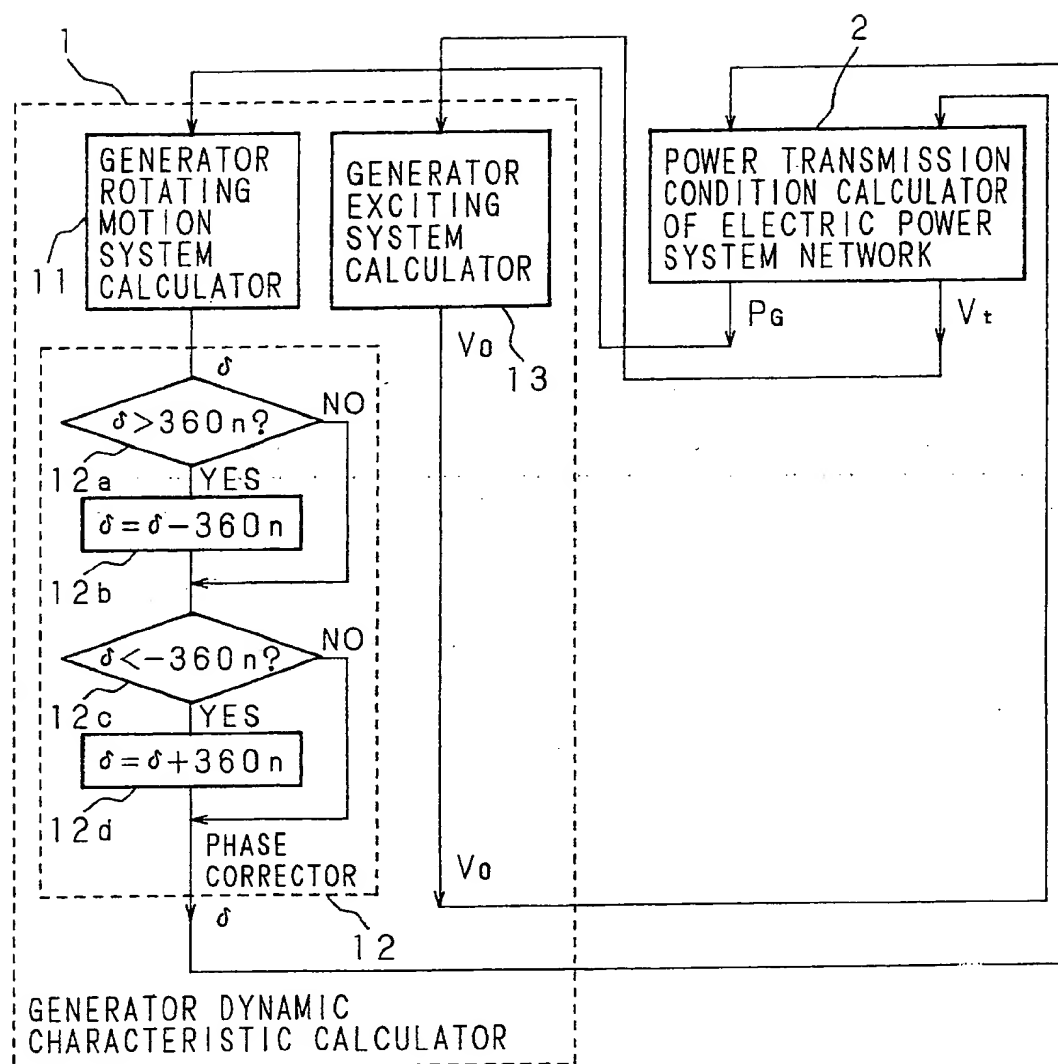 1
2
GENERATOR
ROTATING
MOTION
SYSTEM
CALCULATOR
11
GENERATOR
EXCITING
SYSTEM
CALCULATOR
13
POWER TRANSMISSION
CONDITION CALCULATOR
OF ELECTRIC POWER
SYSTEM NETWORK
PG
Vt
V0
δ
δ>360n?
NO
12a
YES
δ=δ-360n
12b
δ<-360n?
NO
12c
YES
δ=δ+360n
12d
PHASE
CORRECTOR
12
V0
δ
GENERATOR DYNAMIC
CHARACTERISTIC CALCULATOR